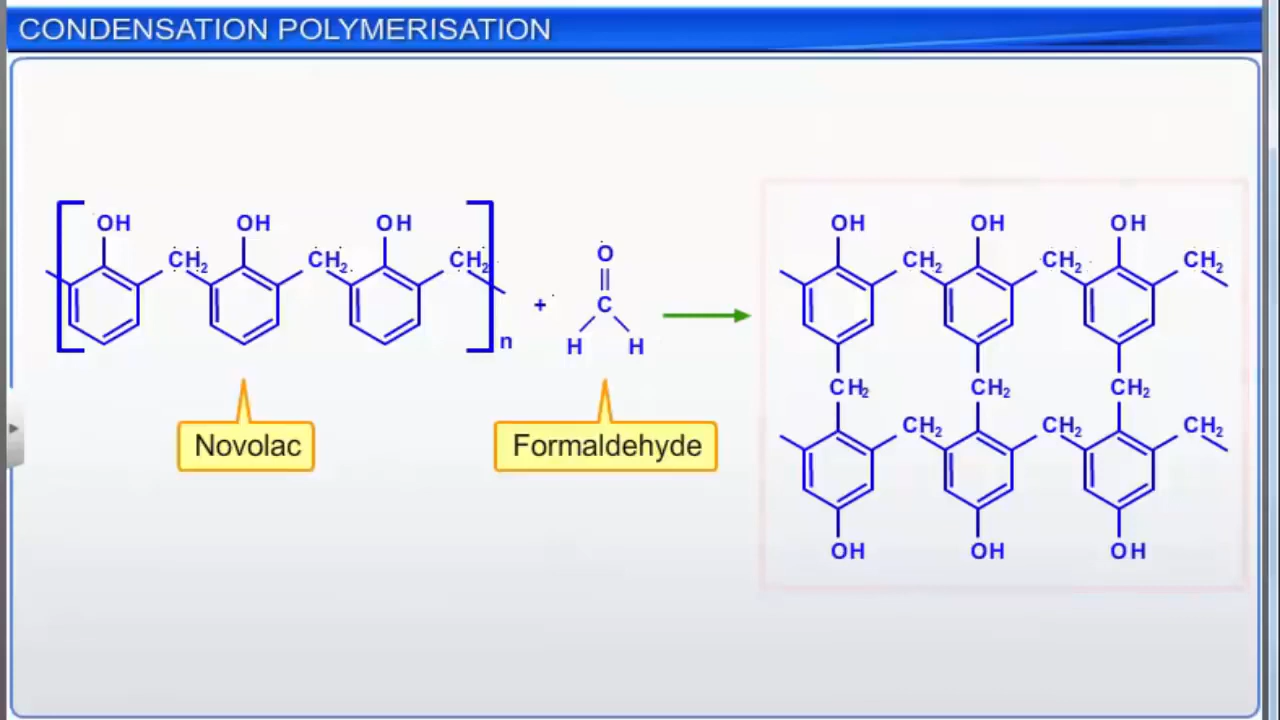 CONDENSATION POLYMERISATION
OH OH OH
CH₂ CH₂ CH₂
n
+
O
C
H H
OH OH OH
CH₂ CH₂ CH₂
CH₂ CH₂ CH₂
CH₂ CH₂ CH₂
OH OH OH
Novolac
Formaldehyde